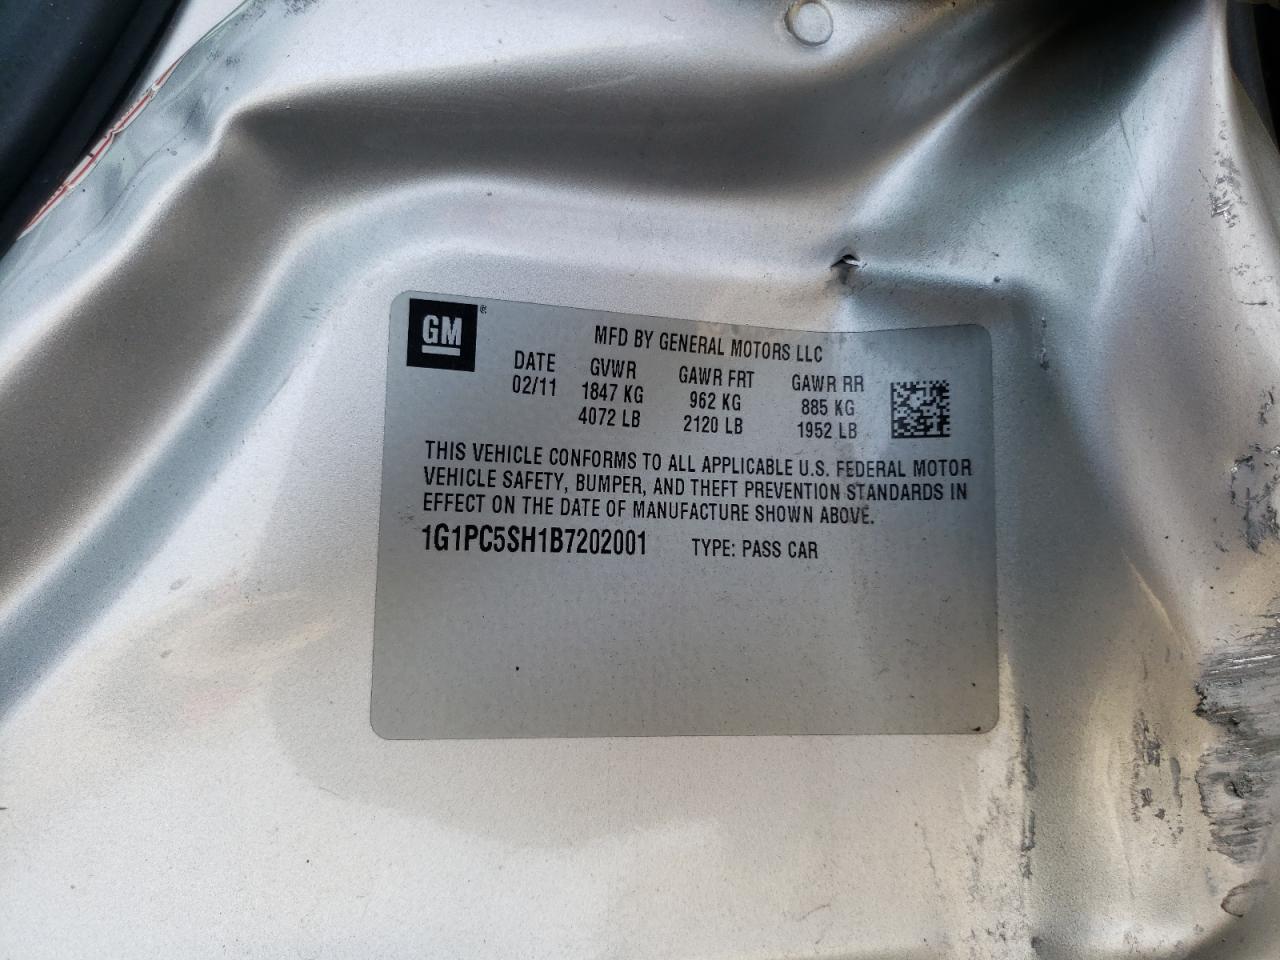 GM ®
MFD BY GENERAL MOTORS LLC
DATE GVWR GAWR FRT GAWR RR
02/11 1847 KG 962 KG 885 KG
4072 LB 2120 LB 1952 LB
THIS VEHICLE CONFORMS TO ALL APPLICABLE U.S. FEDERAL MOTOR
VEHICLE SAFETY, BUMPER, AND THEFT PREVENTION STANDARDS IN
EFFECT ON THE DATE OF MANUFACTURE SHOWN ABOVE.
1G1PC5SH1B7202001 TYPE: PASS CAR